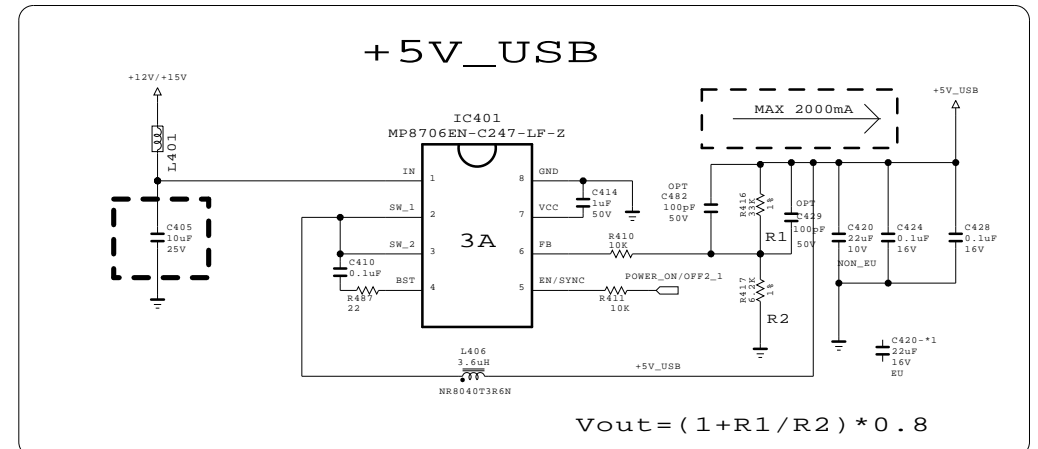 +5V_USB
+12V/+15V
L401
C405
10uF
25V
IC401
MP8706EN-C247-LF-Z
3A
IN
1
SW_1
2
SW_2
3
BST
4
8
GND
7
VCC
6
FB
5
EN/SYNC
C410
0.1uF
R487
22
C414
1uF
50V
R410
10K
R411
10K
POWER_ON/OFF2_1
L406
3.6uH
NR8040T3R6N
+5V_USB
MAX 2000mA
+5V_USB
OPT
C482
100pF
50V
R416
33K
1%
R1
OPT
C429
100pF
50V
R417
6.2K
1%
R2
C420
22uF
10V
NON_EU
C424
0.1uF
16V
C428
0.1uF
16V
C420-*1
22uF
16V
EU
Vout=(1+R1/R2)*0.8